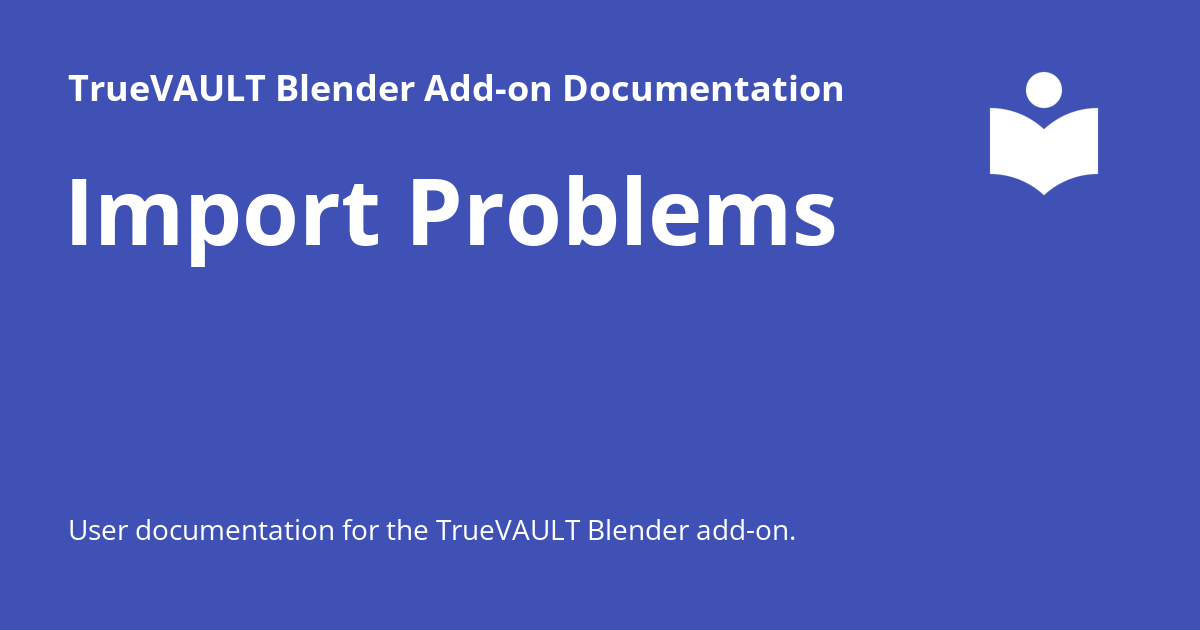 TrueVAULT Blender Add-on Documentation
Import Problems
User documentation for the TrueVAULT Blender add-on.